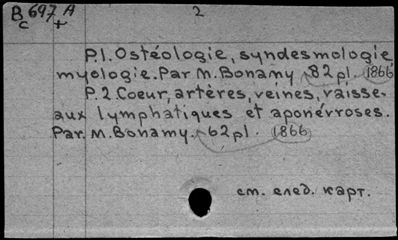 B 697 A 2
c +
P.1. Ostéologie, syndesmologie,
myologie. Par M. Bonamy 82 pl. 1866
P.2. Coeur, artères, veines, vaisse-
aux lymphatiques et aponévroses.
Par M. Bonamy. 62 pl. 1866
см. след. карт.